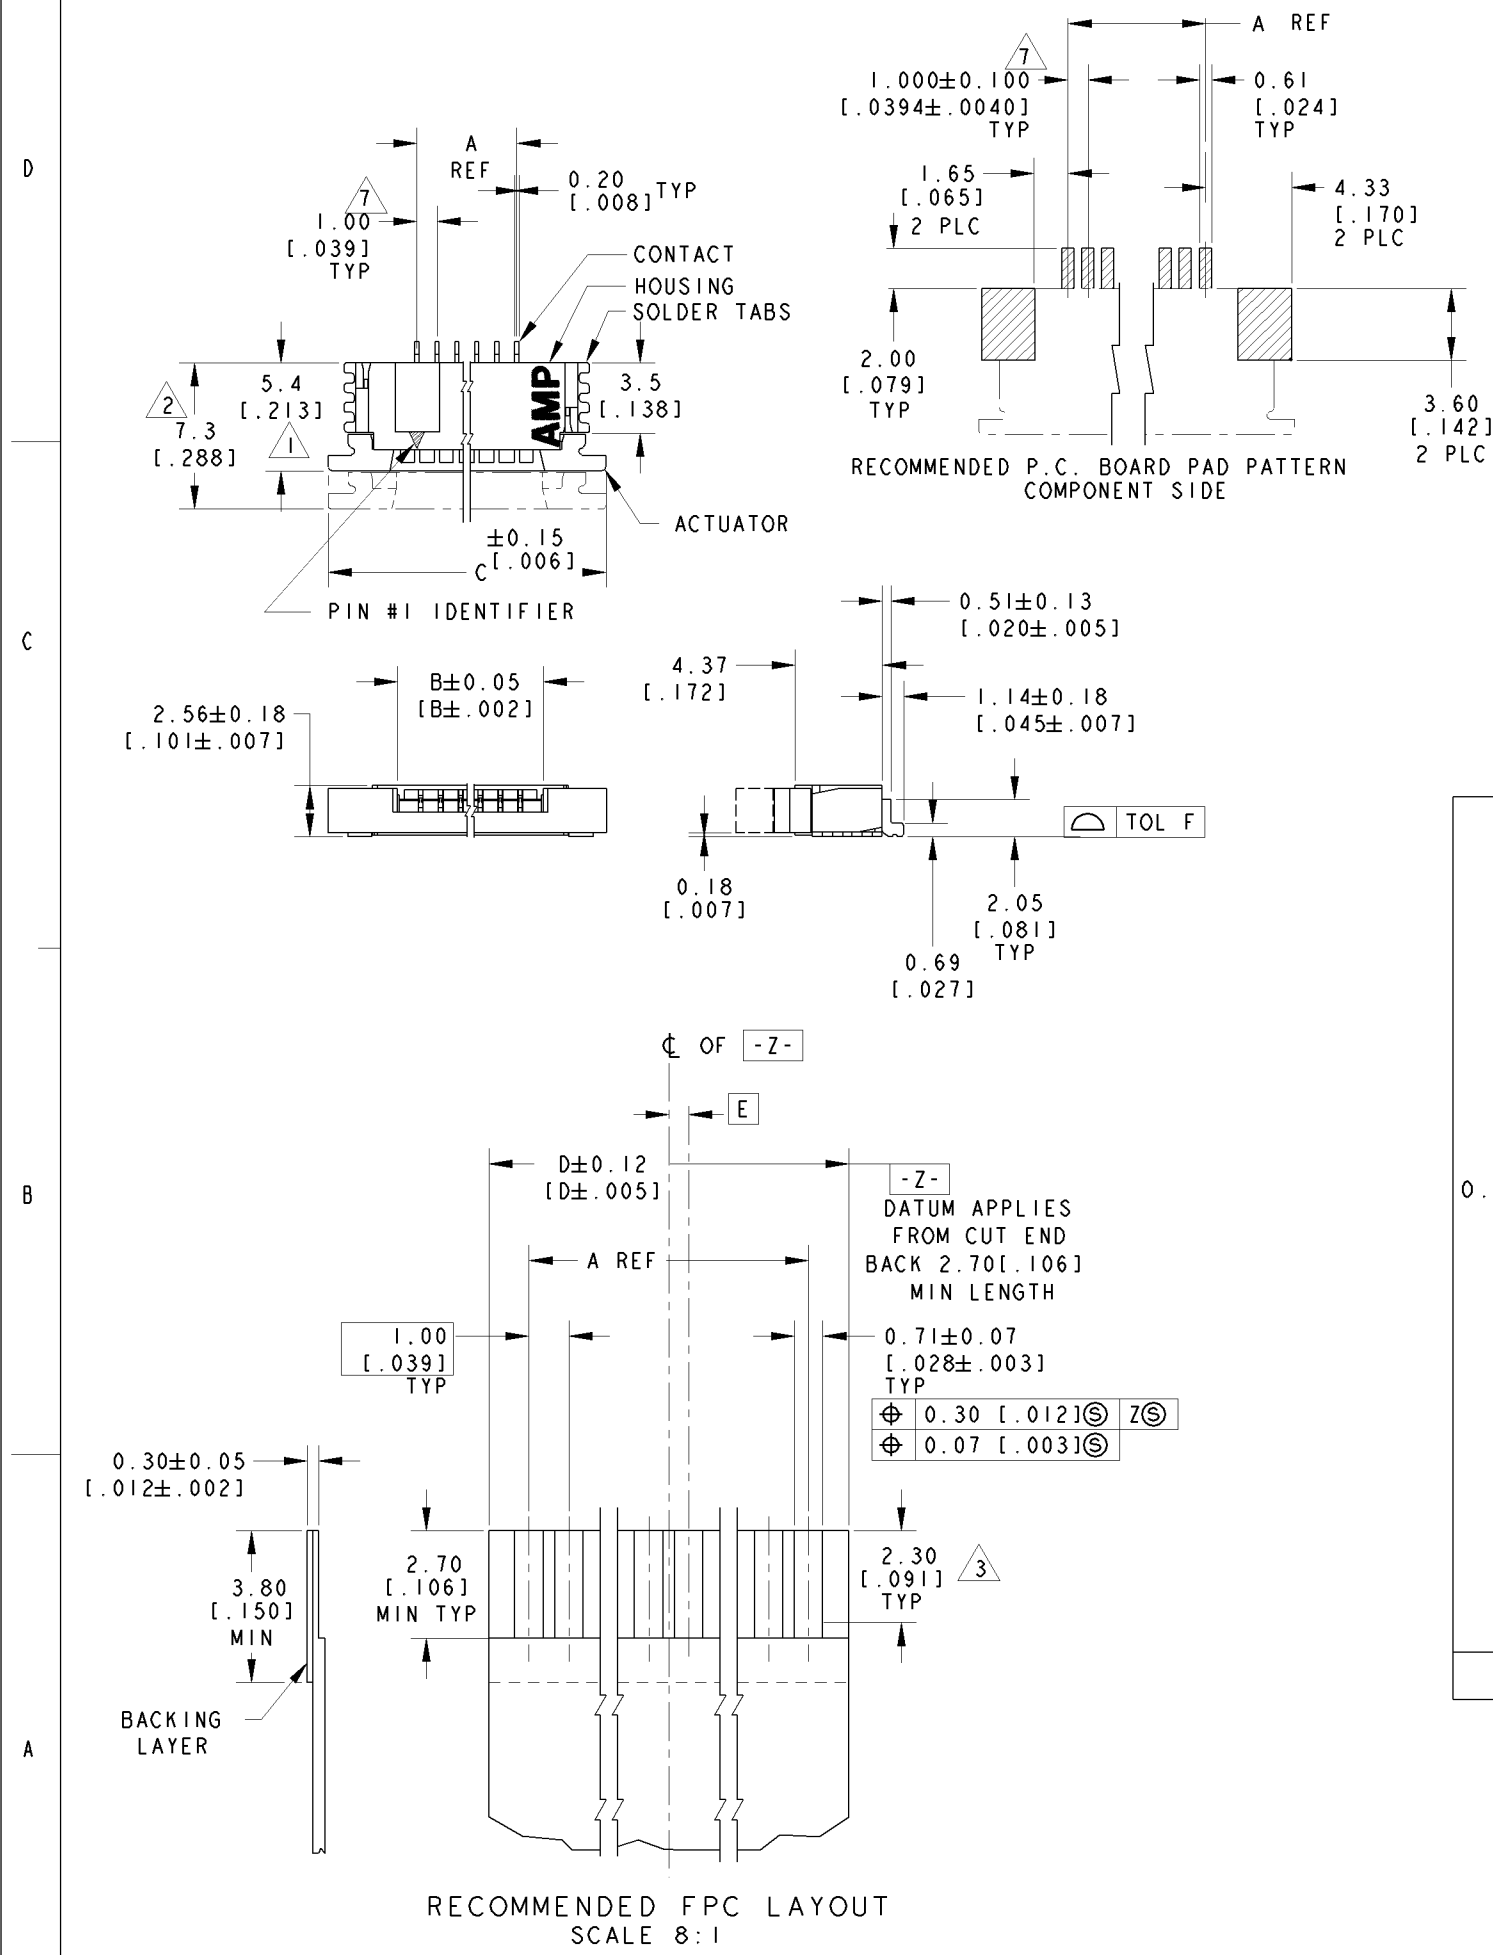 A REF
7
1.000±0.100
[.0394±.0040]
TYP
0.61
[.024]
TYP
1.65
[.065]
2 PLC
4.33
[.170]
2 PLC
2.00
[.079]
TYP
3.60
[.142]
2 PLC
RECOMMENDED P.C. BOARD PAD PATTERN
COMPONENT SIDE
D
A
REF
0.20
[.008] TYP
7
1.00
[.039]
TYP
CONTACT
HOUSING
SOLDER TABS
AMP
5.4
[.213]
1
2
7.3
[.288]
3.5
[.138]
ACTUATOR
±0.15
[.006]
C
PIN #1 IDENTIFIER
C
B±0.05
[B±.002]
2.56±0.18
[.101±.007]
4.37
[.172]
0.51±0.13
[.020±.005]
1.14±0.18
[.045±.007]
TOL F
0.18
[.007]
2.05
[.081]
TYP
0.69
[.027]
℄ OF -Z-
E
B
D±0.12
[D±.005]
-Z-
DATUM APPLIES
FROM CUT END
BACK 2.70[.106]
MIN LENGTH
A REF
1.00
[.039]
TYP
0.71±0.07
[.028±.003]
TYP
⌖ 0.30 [.012]Ⓢ ZⓈ
⌖ 0.07 [.003]Ⓢ
0.
0.30±0.05
[.012±.002]
3.80
[.150]
MIN
2.70
[.106]
MIN TYP
2.30
[.091]
TYP
3
BACKING
LAYER
A
RECOMMENDED FPC LAYOUT
SCALE 8:1